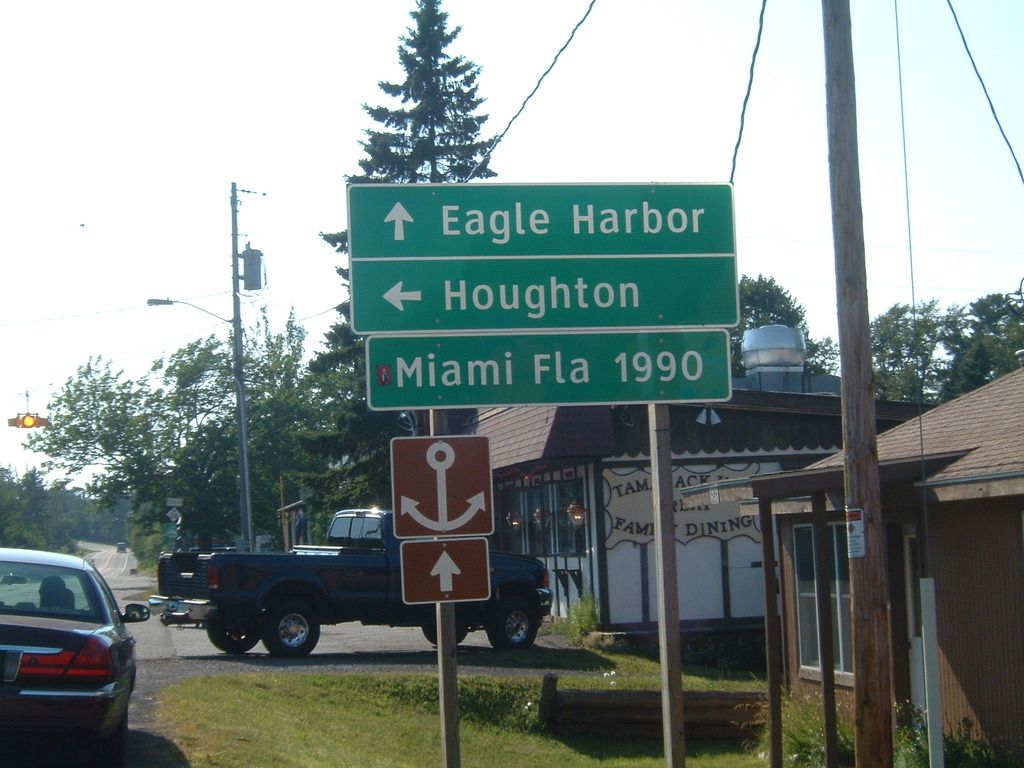 Eagle Harbor
Houghton
Miami Fla 1990
FAMILY DINING